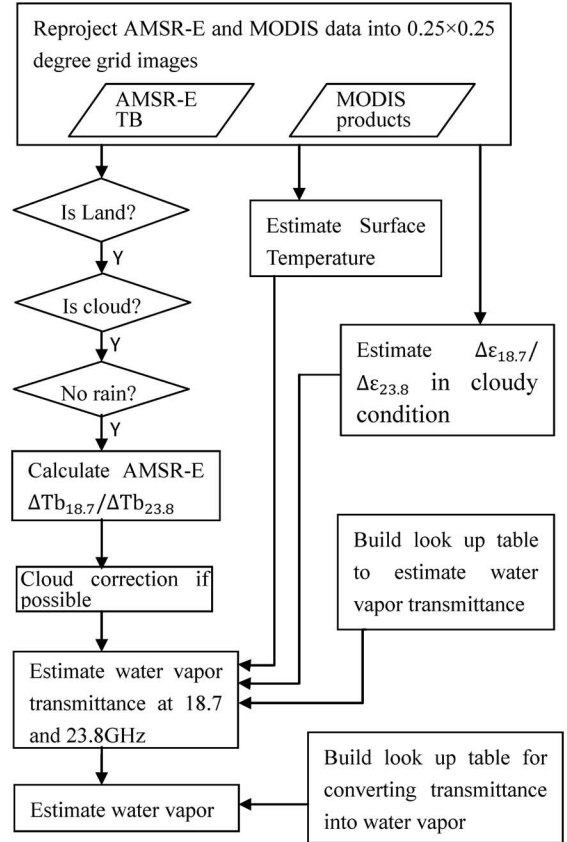 Reproject AMSR-E and MODIS data into 0.25×0.25
degree grid images
AMSR-E
TB
MODIS
products
Is Land?
Y
Is cloud?
Y
No rain?
Y
Calculate AMSR-E
ΔTb₁₈.₇/ΔTb₂₃.₈
Cloud correction if
possible
Estimate Surface
Temperature
Estimate Δε₁₈.₇/
Δε₂₃.₈ in cloudy
condition
Build look up table
to estimate water
vapor transmittance
Estimate water vapor
transmittance at 18.7
and 23.8GHz
Estimate water vapor
Build look up table for
converting transmittance
into water vapor